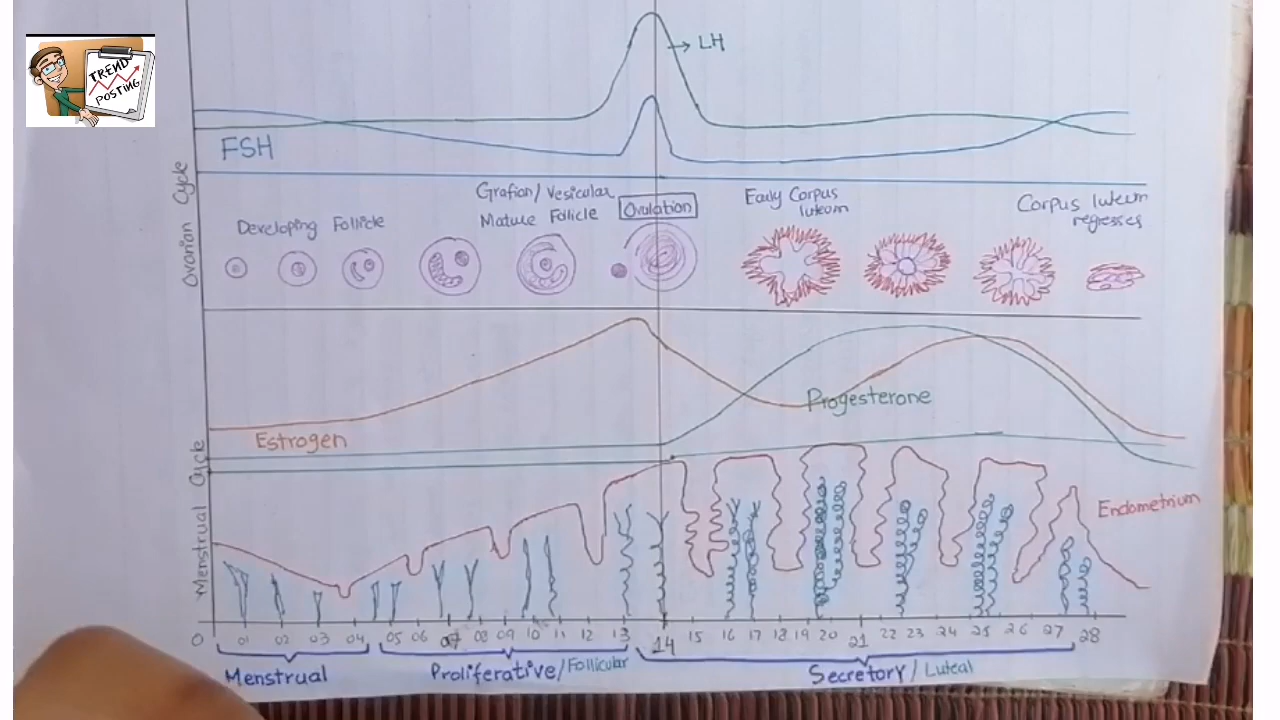 TREND
POSTING
LH
FSH
Ovarian Cycle
Developing Follicle
Grafian/Vesicular
Mature Follicle
Ovulation
Early Corpus
luteum
Corpus luteum
regresses
Estrogen
Progesterone
Menstrual Cycle
Endometrium
0 01 02 03 04 05 06 07 08 09 10 11 12 13 14 15 16 17 18 19 20 21 22 23 24 25 26 27 28
Menstrual
Proliferative/Follicular
Secretory/Luteal